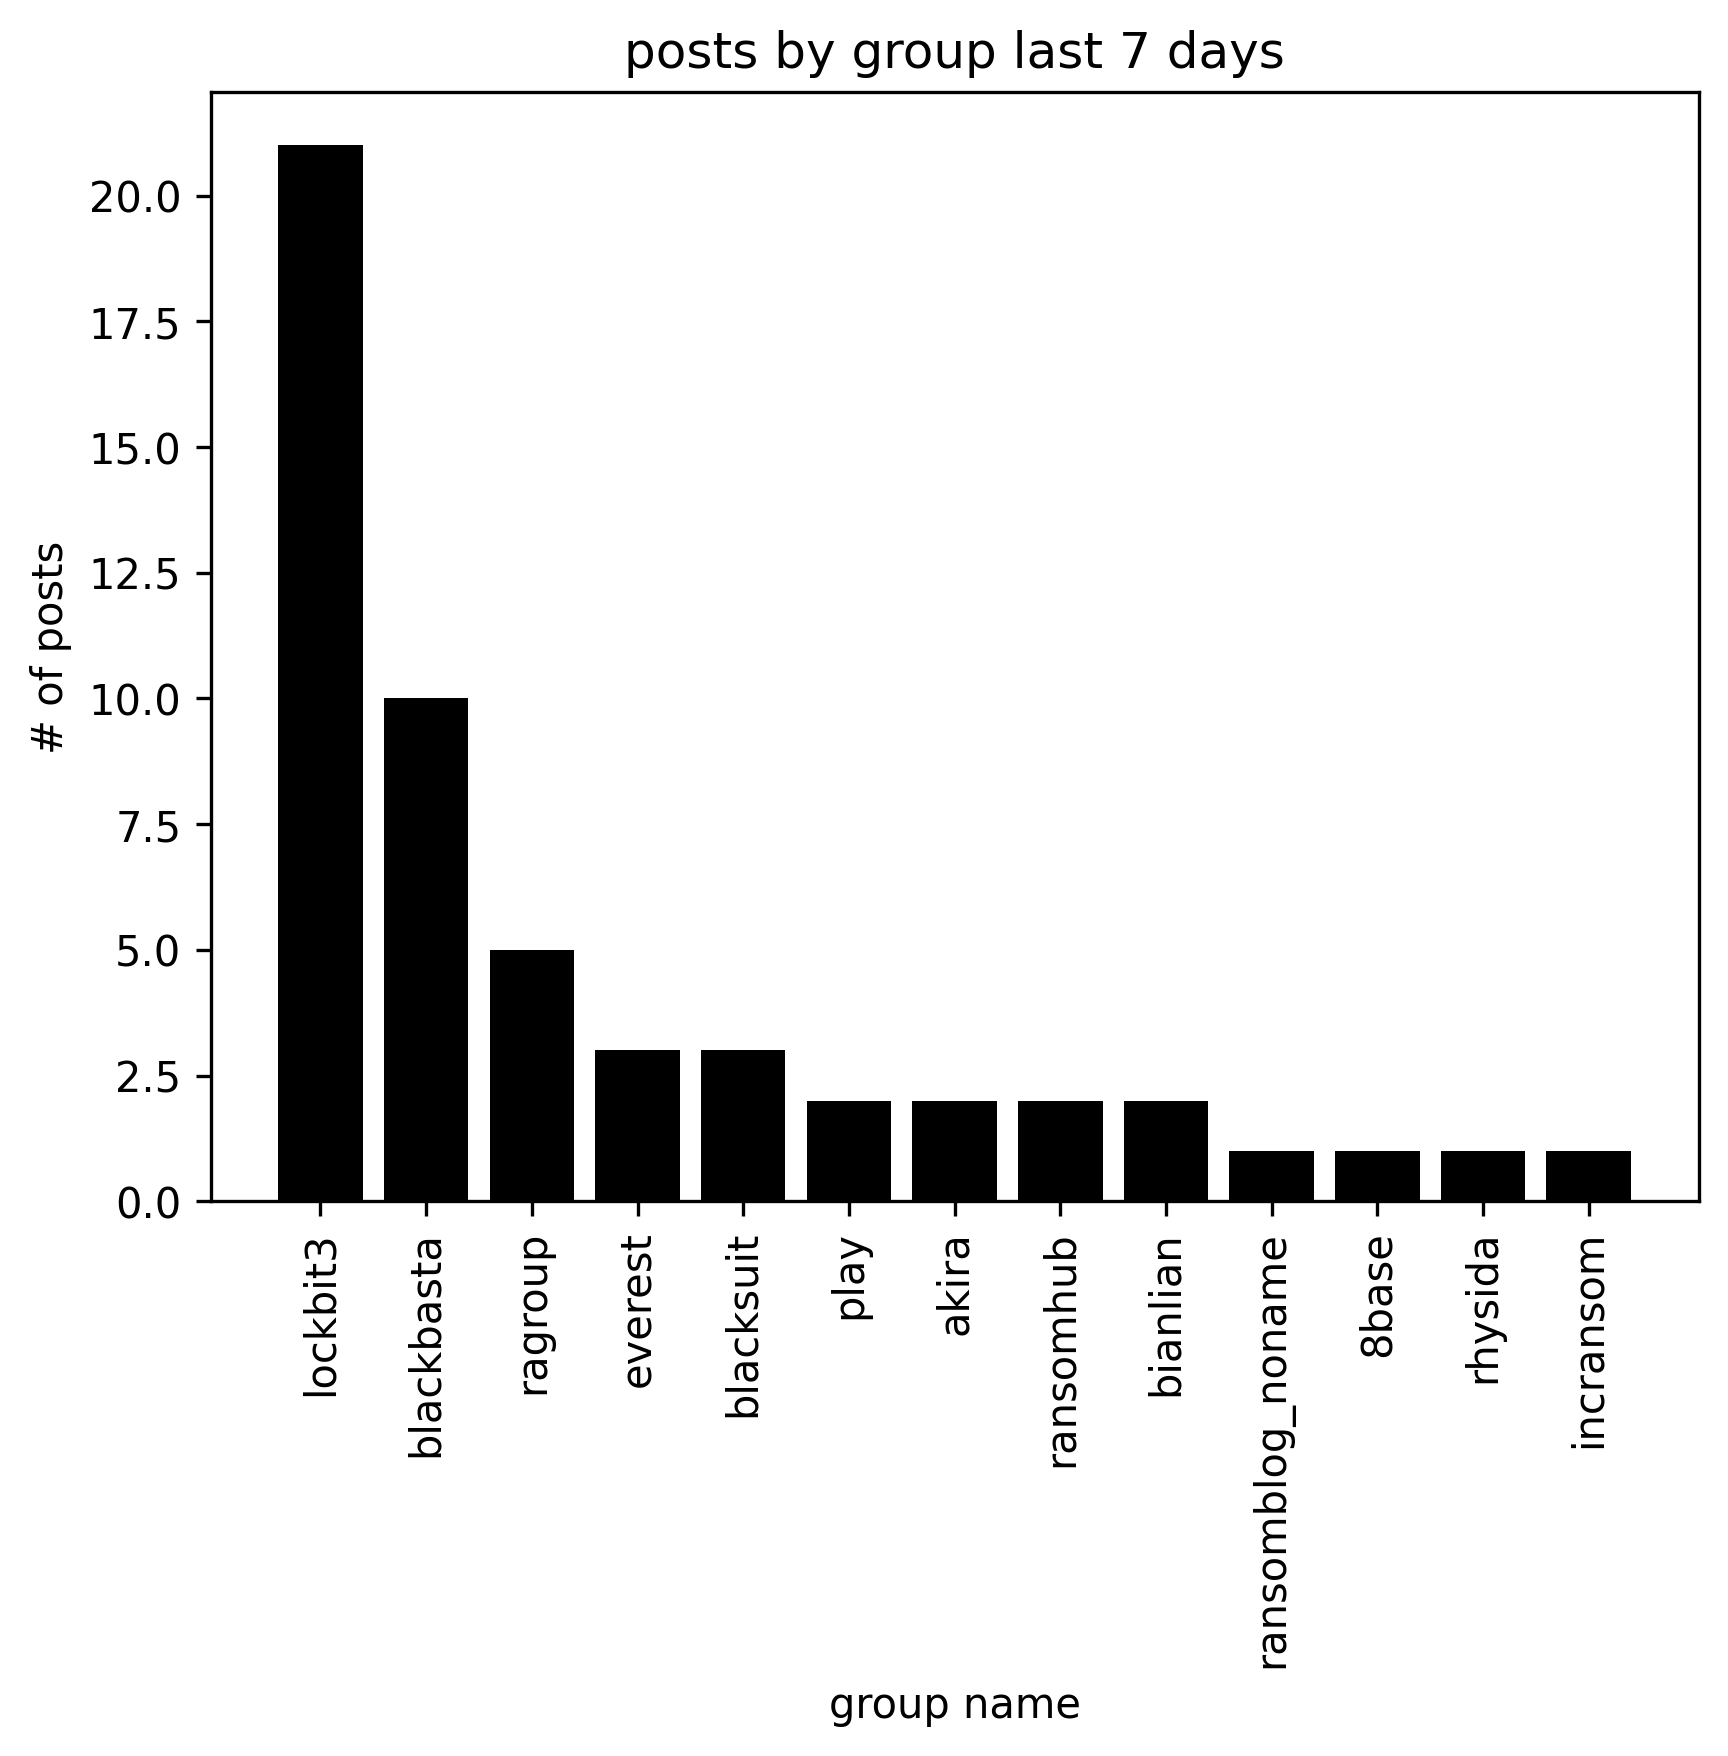 posts by group last 7 days
20.0
17.5
15.0
12.5
10.0
7.5
5.0
2.5
0.0
# of posts
lockbit3
blackbasta
ragroup
everest
blacksuit
play
akira
ransomhub
bianlian
ransomblog_noname
8base
rhysida
incransom
group name